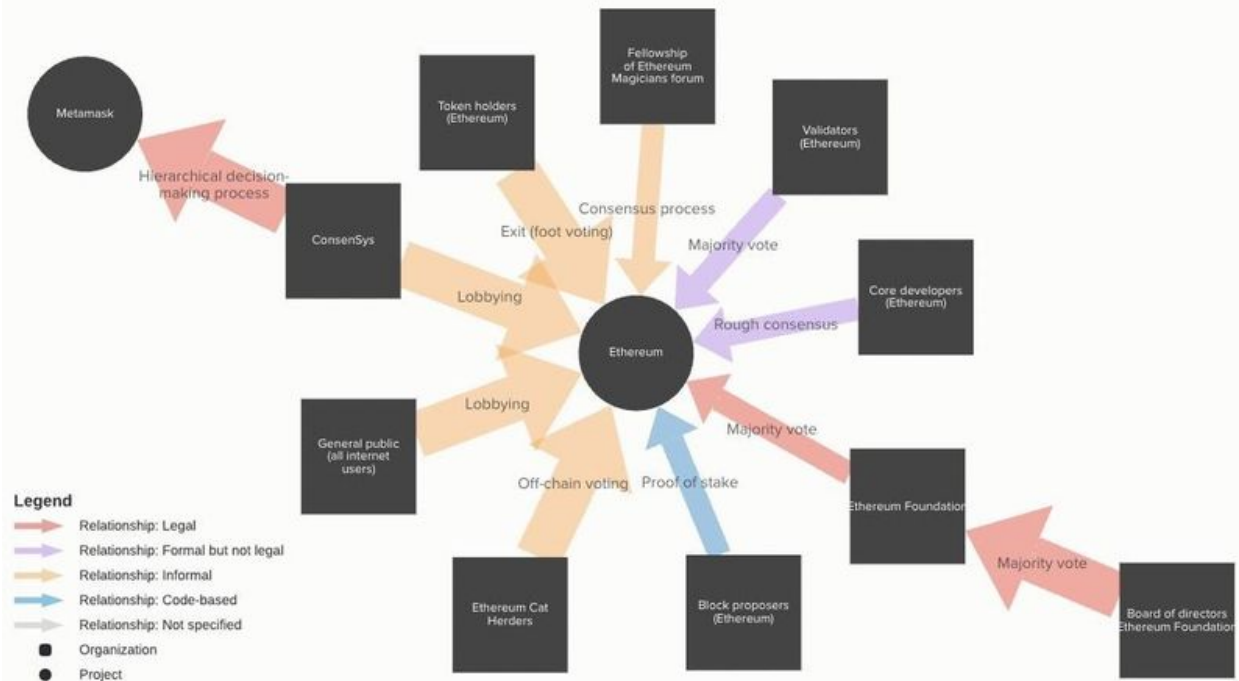 Fellowship
of Ethereum
Magicians forum
Metamask
Token holders
(Ethereum)
Validators
(Ethereum)
Hierarchical decision-
making process
Consensus process
ConsenSys
Exit (foot voting)
Majority vote
Core developers
(Ethereum)
Lobbying
Rough consensus
Ethereum
Lobbying
General public
(all internet
users)
Majority vote
Off-chain voting
Proof of stake
Ethereum Foundation
Majority vote
Ethereum Cat
Herders
Block proposers
(Ethereum)
Board of directors
Ethereum Foundation
Legend
Relationship: Legal
Relationship: Formal but not legal
Relationship: Informal
Relationship: Code-based
Relationship: Not specified
Organization
Project